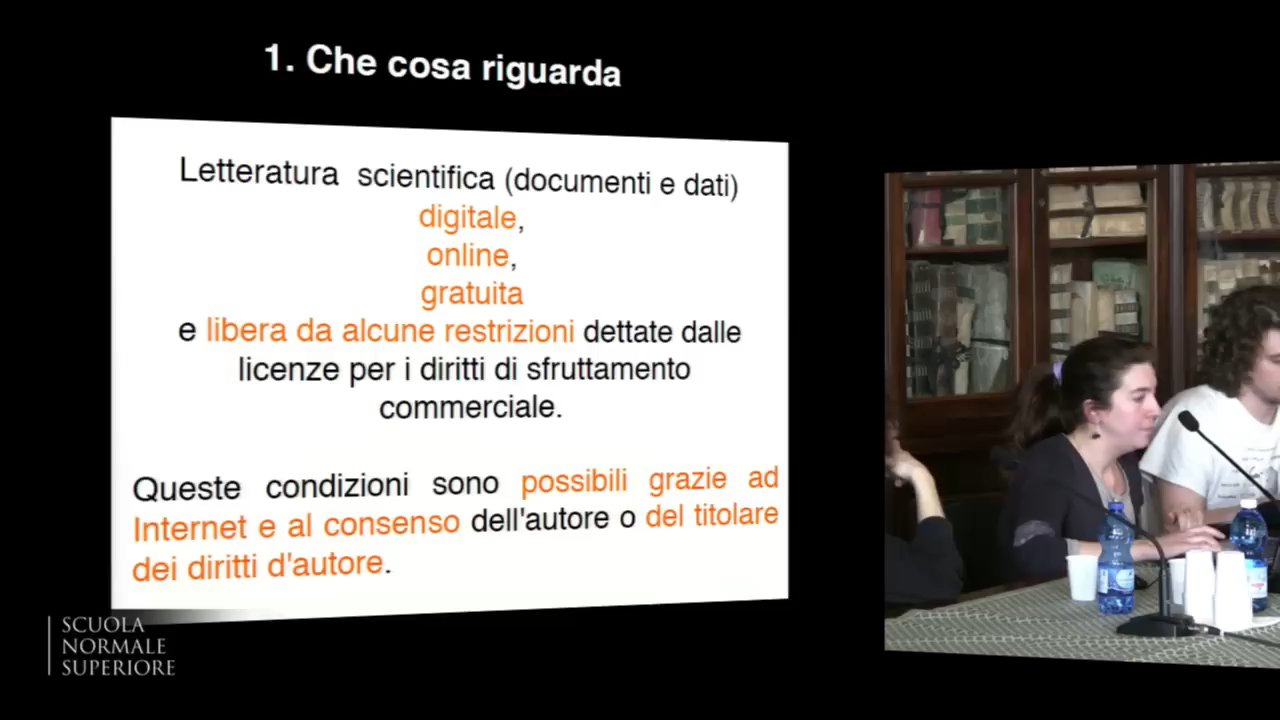 1. Che cosa riguarda
Letteratura scientifica (documenti e dati)
digitale,
online,
gratuita
e libera da alcune restrizioni dettate dalle
licenze per i diritti di sfruttamento
commerciale.
Queste condizioni sono possibili grazie ad
Internet e al consenso dell'autore o del titolare
dei diritti d'autore.
SCUOLA
NORMALE
SUPERIORE